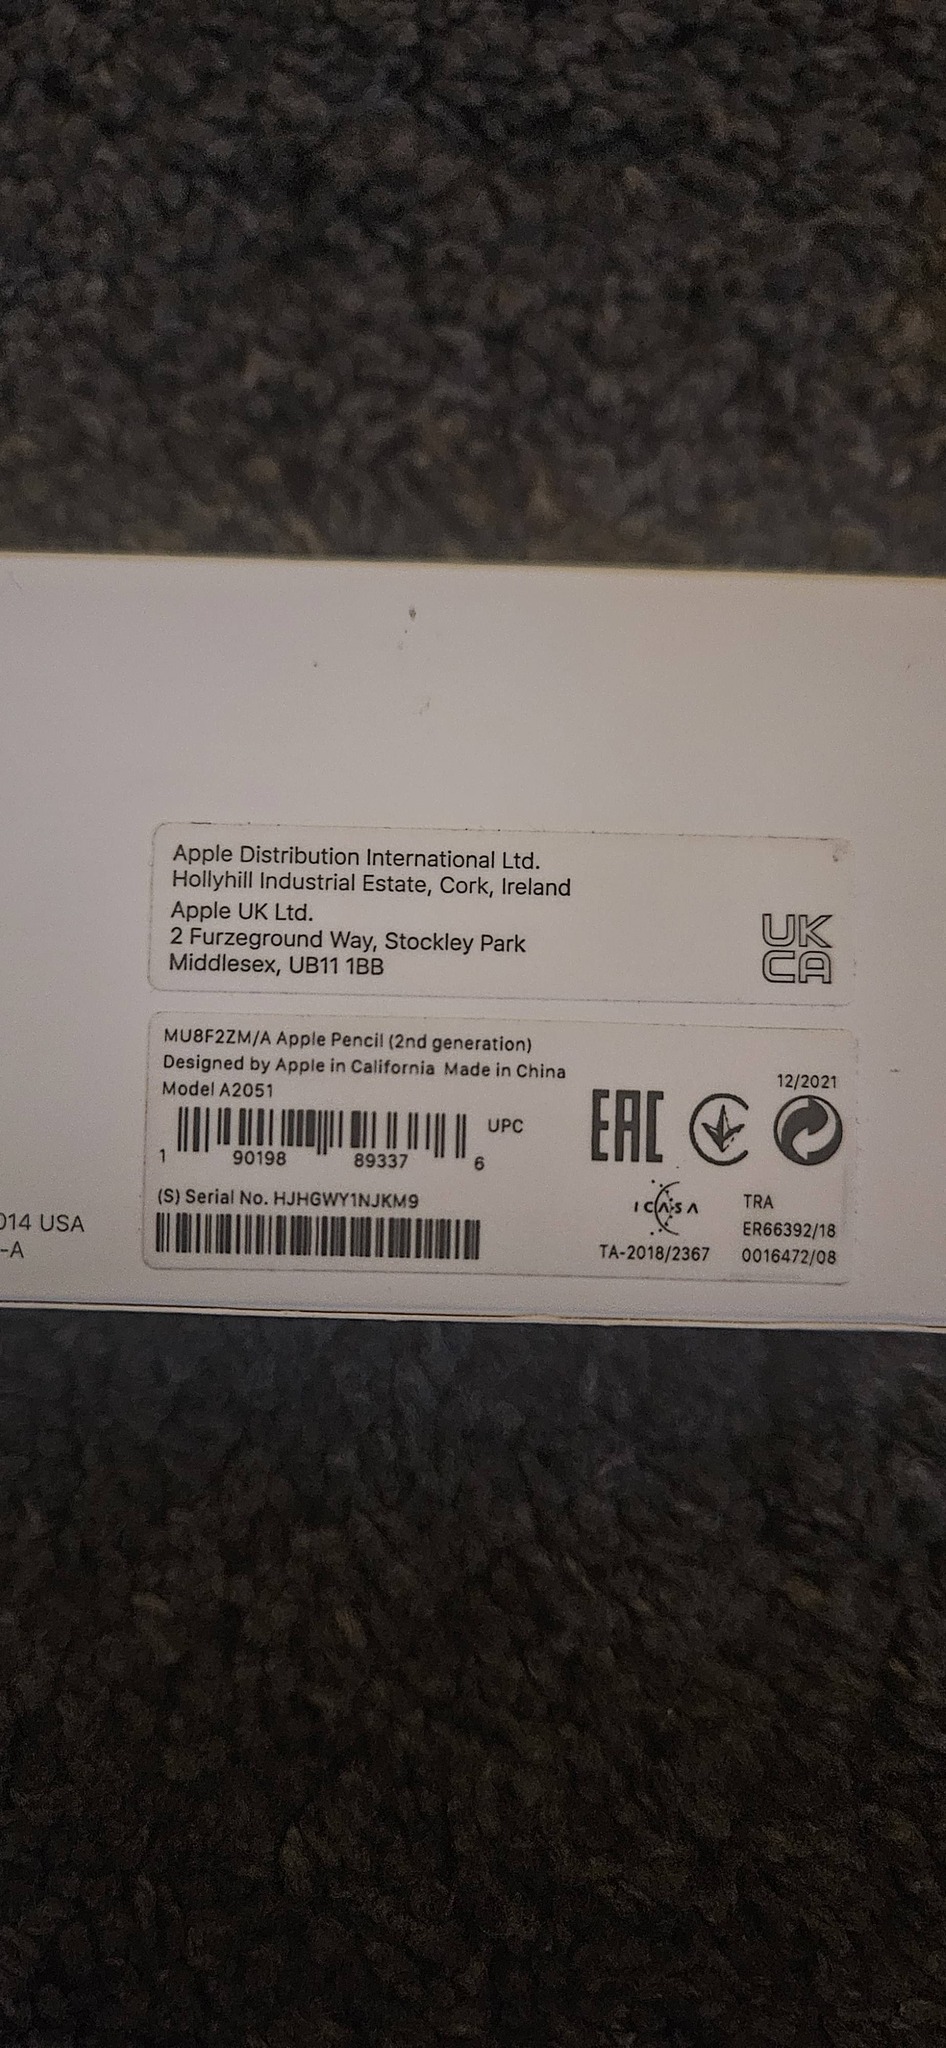 Apple Distribution International Ltd.
Hollyhill Industrial Estate, Cork, Ireland
Apple UK Ltd.
2 Furzeground Way, Stockley Park
Middlesex, UB11 1BB
UK
CA
MU8F2ZM/A Apple Pencil (2nd generation)
Designed by Apple in California Made in China
Model A2051
12/2021
EAC
UPC
1 90198 89337 6
(S) Serial No. HJHGWY1NJKM9
ICASA
TA-2018/2367
TRA
ER66392/18
0016472/08
014 USA
-A